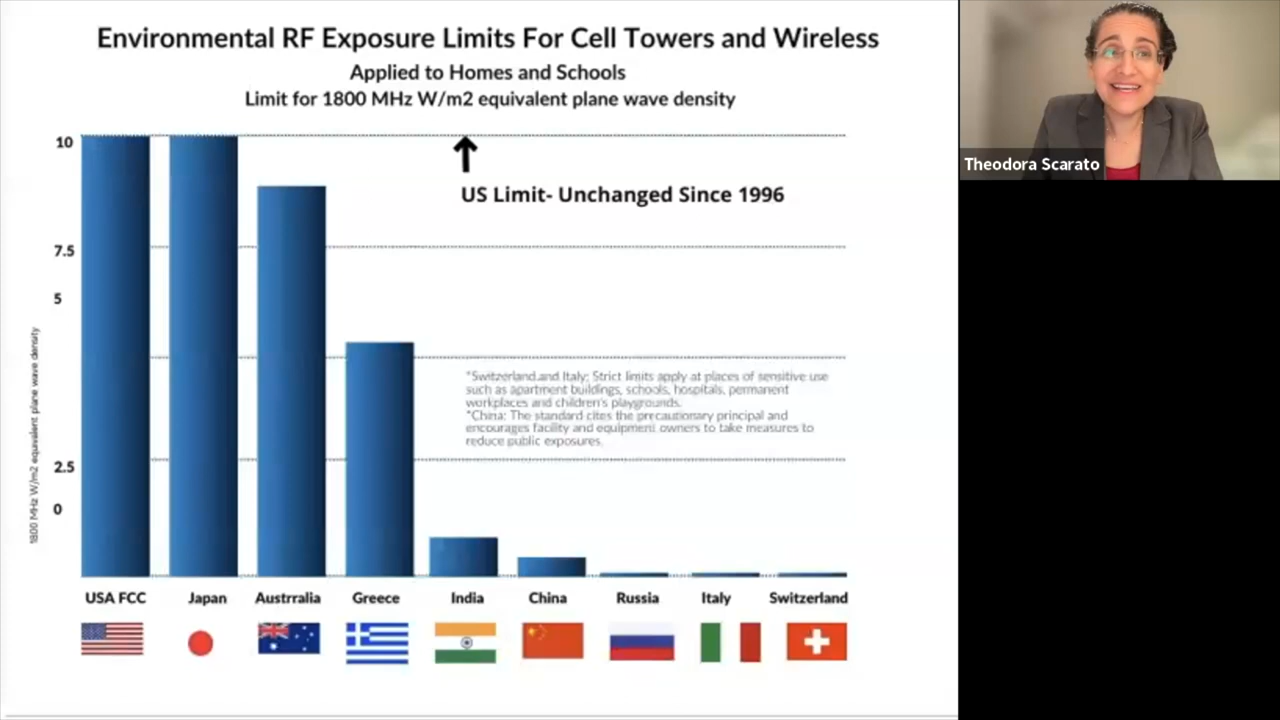 Environmental RF Exposure Limits For Cell Towers and Wireless
Applied to Homes and Schools
Limit for 1800 MHz W/m2 equivalent plane wave density
10
US Limit- Unchanged Since 1996
7.5
5
1800 MHz W/m2 equivalent plane wave density
*Switzerland and Italy: Strict limits apply at places of sensitive use
such as apartment buildings, schools, hospitals, permanent
workplaces and children's playgrounds.
*China: The standard cites the precautionary principal and
encourages facility and equipment owners to take measures to
reduce public exposures.
2.5
0
USA FCC Japan Austrralia Greece India China Russia Italy Switzerland
Theodora Scarato